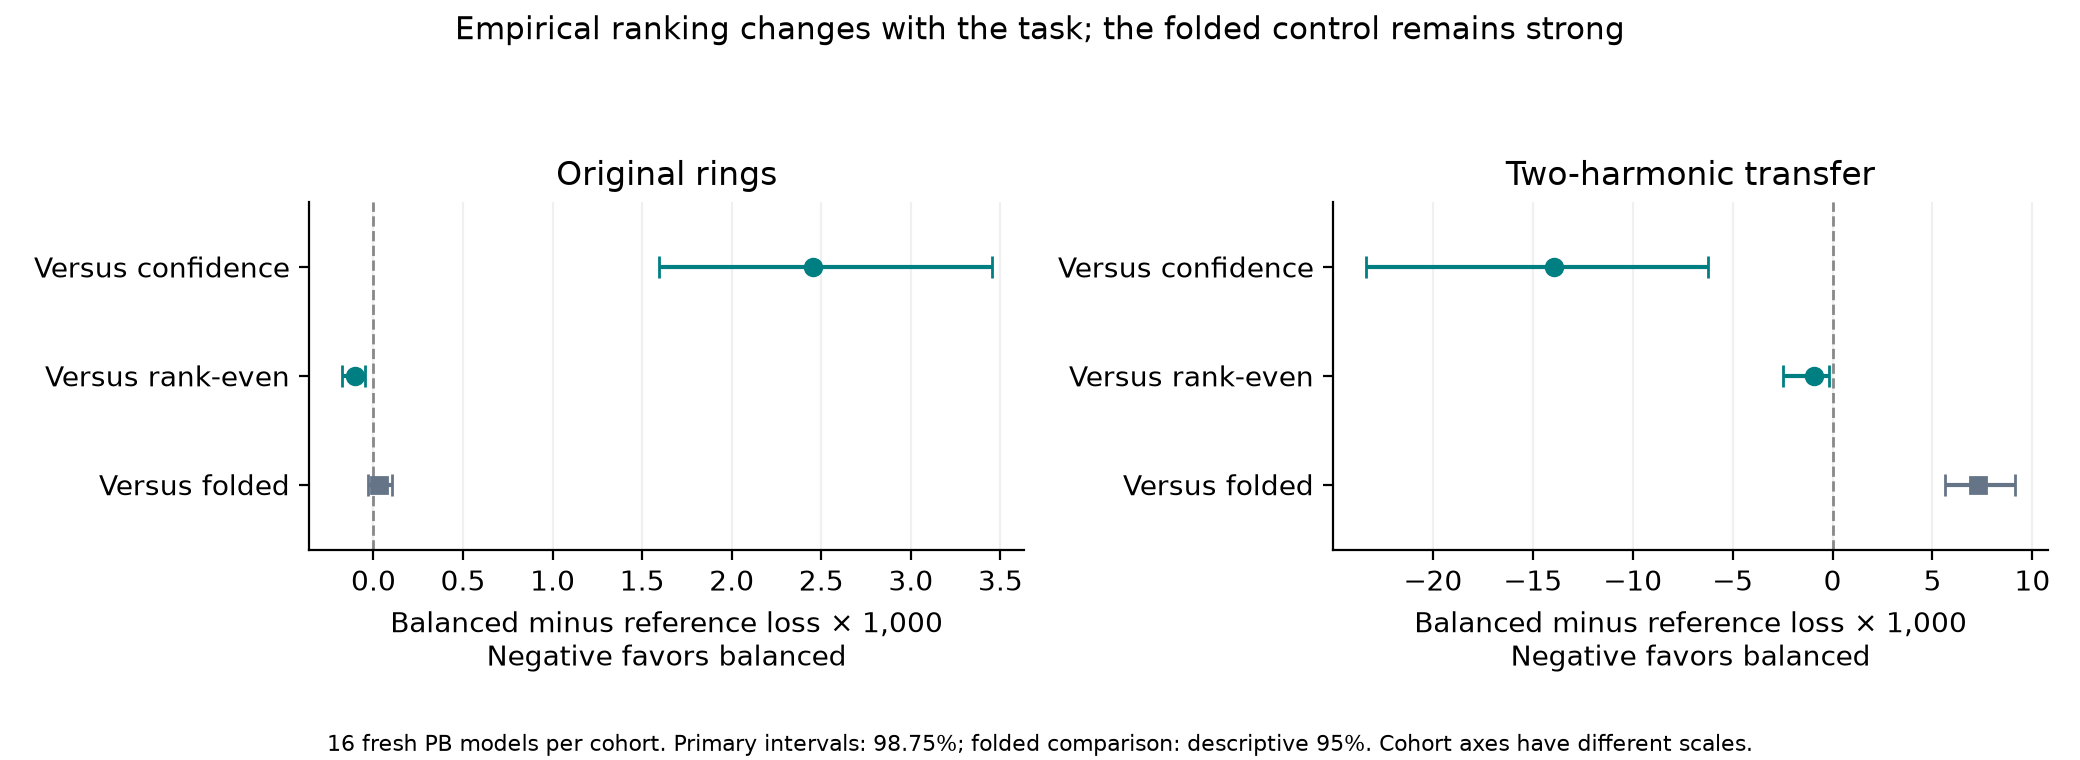 Empirical ranking changes with the task; the folded control remains strong
Original rings
Versus confidence
Versus rank-even
Versus folded
0.0 0.5 1.0 1.5 2.0 2.5 3.0 3.5
Balanced minus reference loss × 1,000
Negative favors balanced
Two-harmonic transfer
Versus confidence
Versus rank-even
Versus folded
−20 −15 −10 −5 0 5 10
Balanced minus reference loss × 1,000
Negative favors balanced
16 fresh PB models per cohort. Primary intervals: 98.75%; folded comparison: descriptive 95%. Cohort axes have different scales.